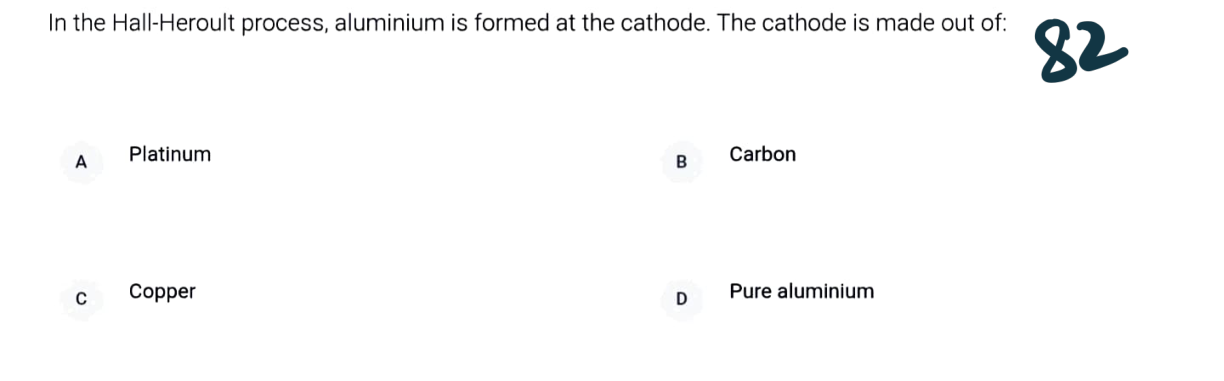 In the Hall-Heroult process, aluminium is formed at the cathode. The cathode is made out of:
82
A Platinum
B Carbon
C Copper
D Pure aluminium